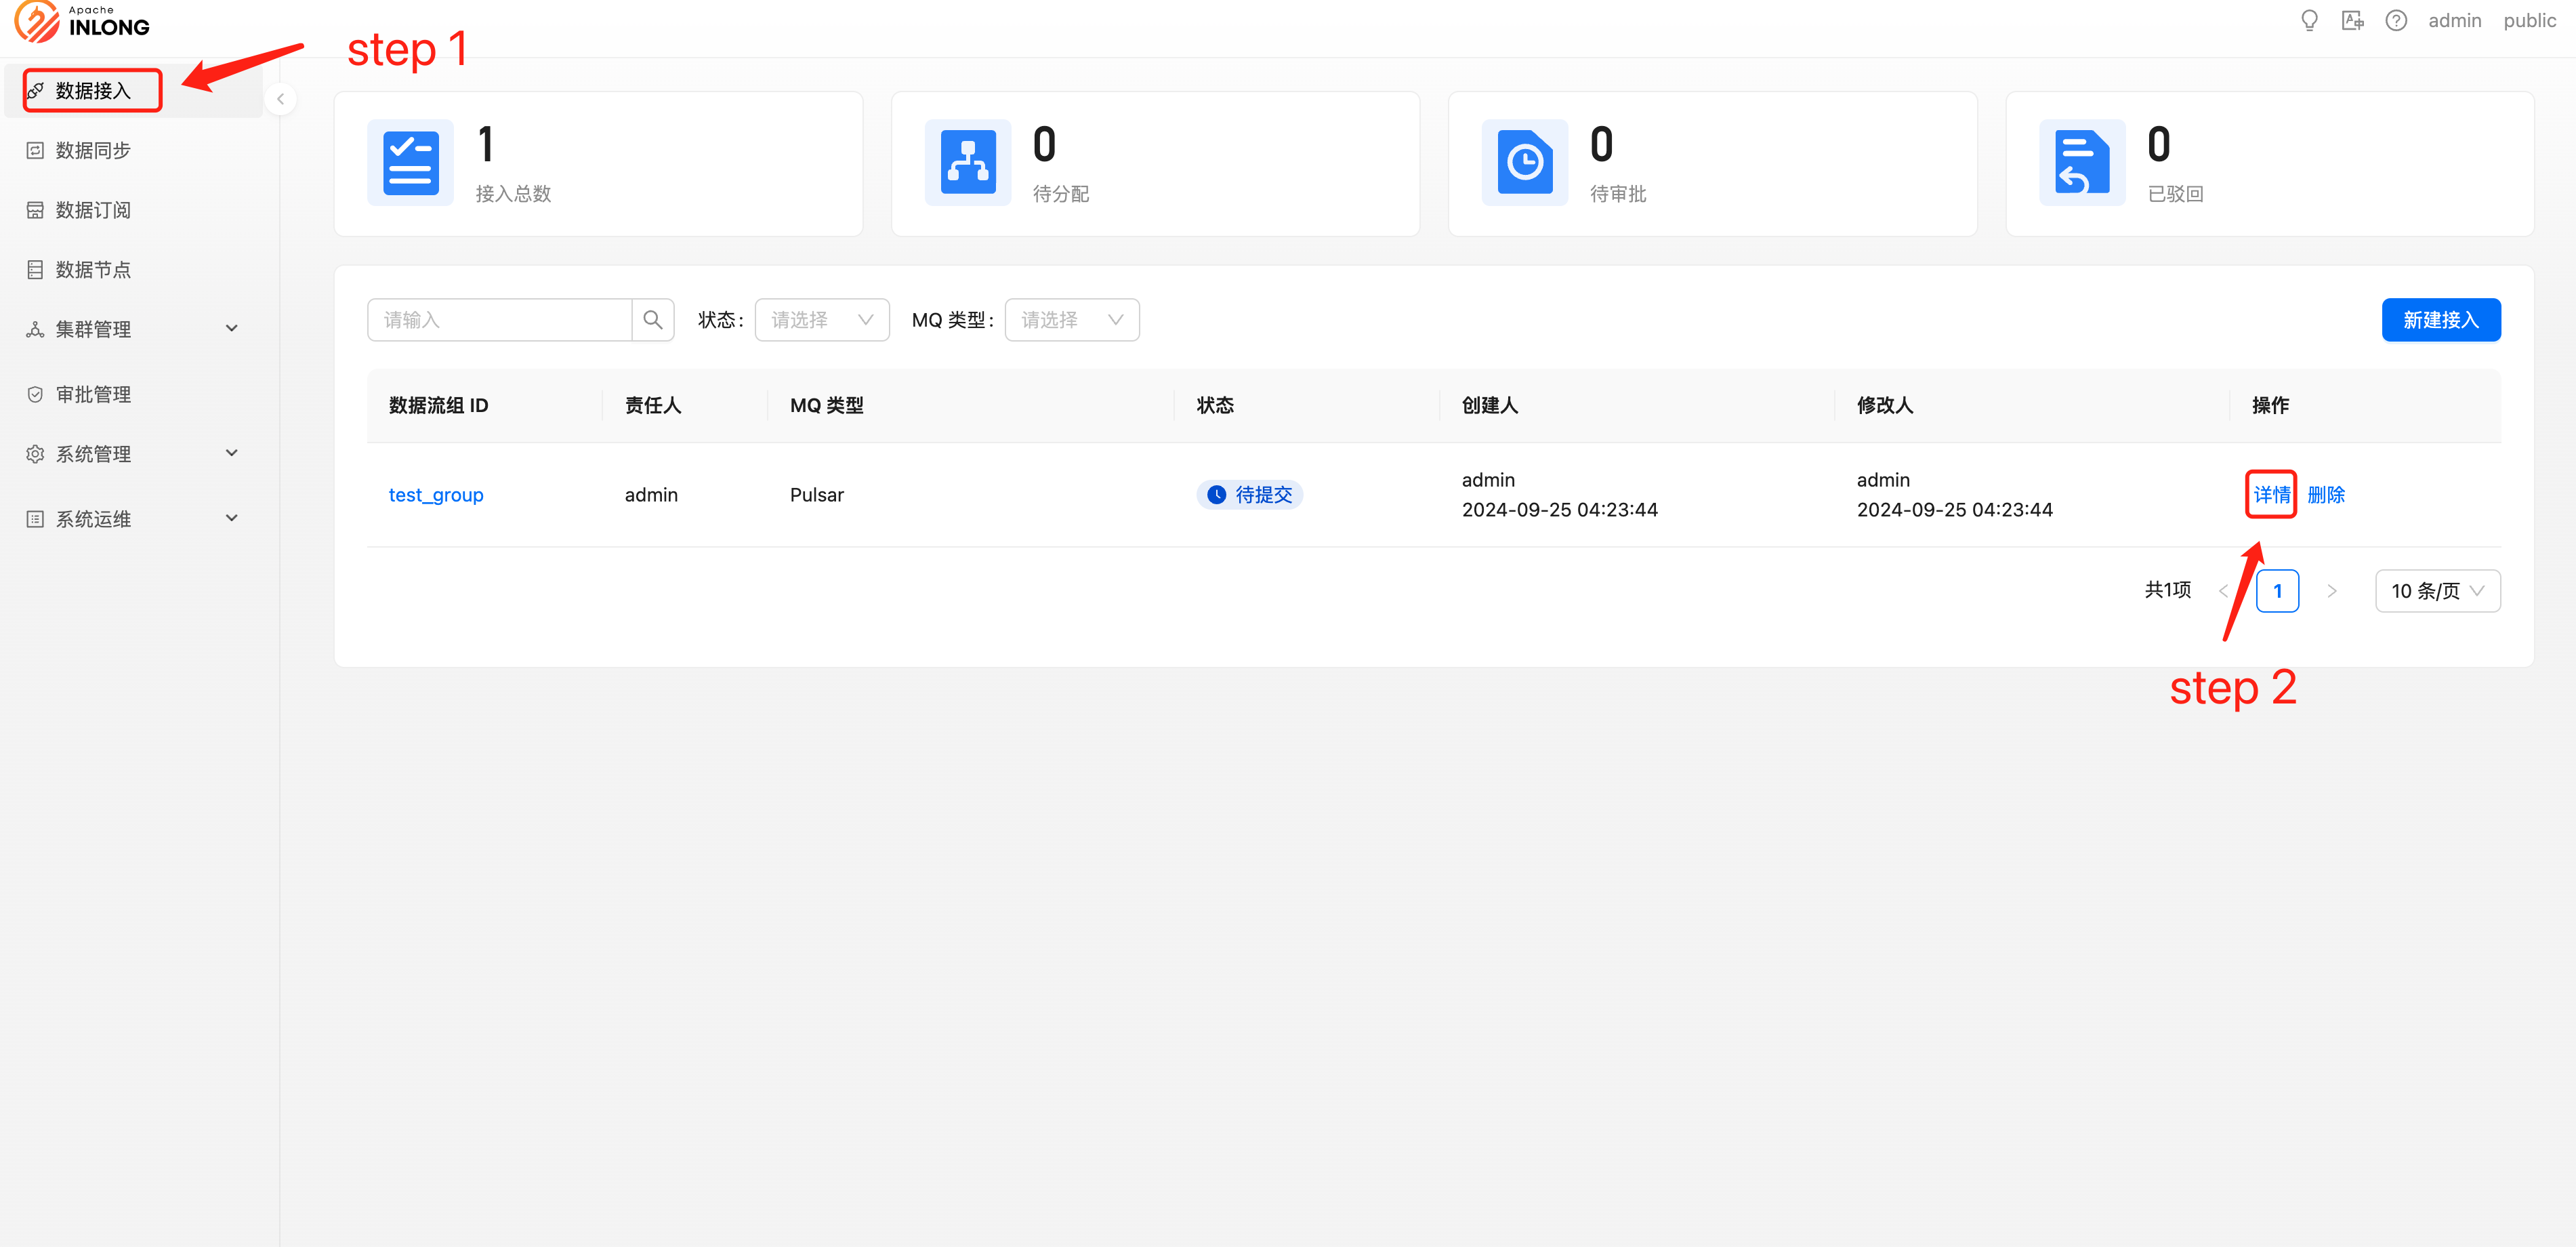 Apache
INLONG
admin public
step 1
数据接入
数据同步
数据订阅
数据节点
集群管理
审批管理
系统管理
系统运维
1
接入总数
0
待分配
0
待审批
0
已驳回
请输入 状态: 请选择 MQ 类型: 请选择 新建接入
数据流组 ID 责任人 MQ 类型 状态 创建人 修改人 操作
test_group admin Pulsar 待提交 admin 2024-09-25 04:23:44 admin 2024-09-25 04:23:44 详情 删除
共1项 < 1 > 10 条/页
step 2